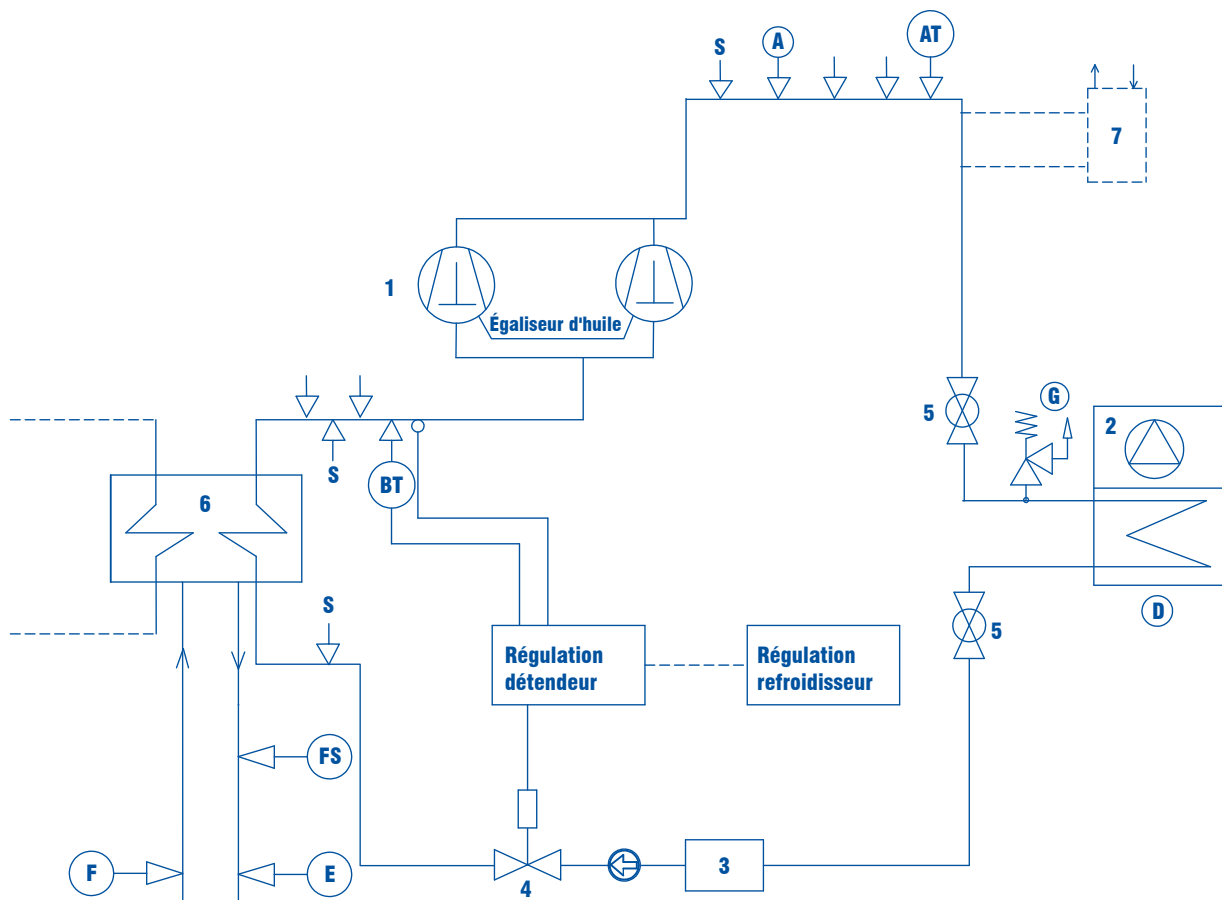 S
A
AT
7
1
Égaliseur d'huile
5
G
2
S
BT
6
D
S
5
Régulation
détendeur
Régulation
refroidisseur
FS
F
E
4
3